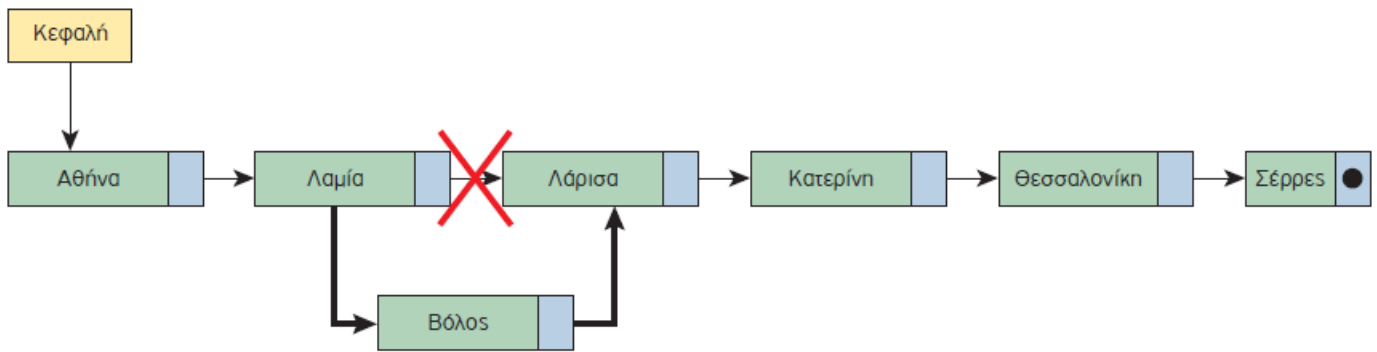 Κεφαλή
Αθήνα
Λαμία
Λάρισα
Κατερίνη
Θεσσαλονίκη
Σέρρες
Βόλος